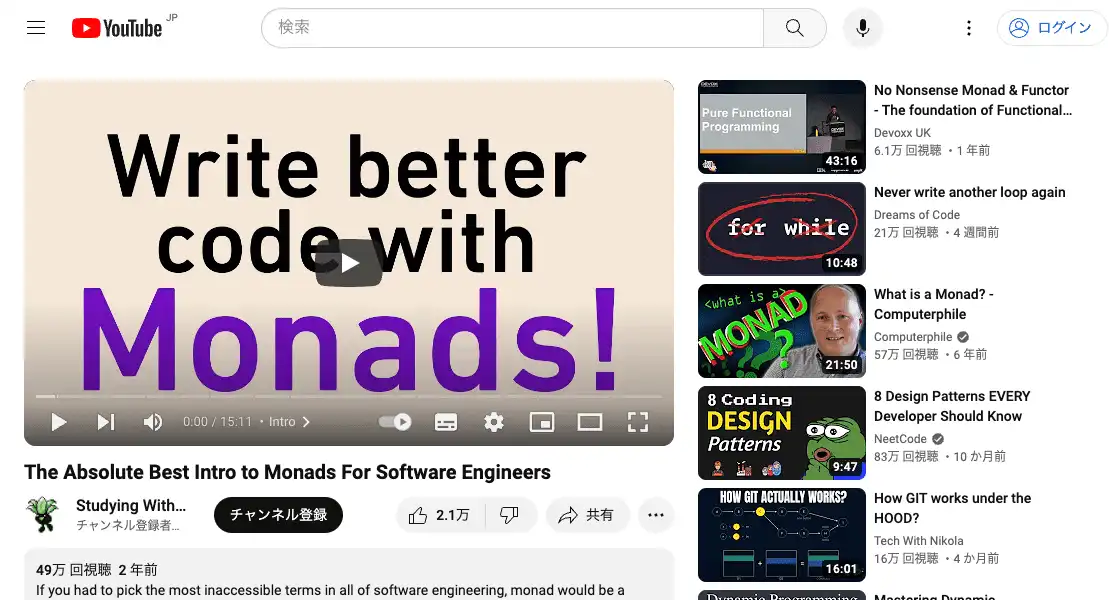 YouTube JP
検索
ログイン
Write better
code with
Monads!
0:00 / 15:11 • Intro
The Absolute Best Intro to Monads For Software Engineers
Studying With...
チャンネル登録者...
チャンネル登録
2.1万
共有
49万 回視聴 2 年前
If you had to pick the most inaccessible terms in all of software engineering, monad would be a
Pure Functional
Programming
43:16
No Nonsense Monad & Functor
- The foundation of Functional...
Devoxx UK
6.1万 回視聴 • 1 年前
for while
10:48
Never write another loop again
Dreams of Code
21万 回視聴 • 4 週間前
<what is a>
MONAD
?
21:50
What is a Monad? -
Computerphile
Computerphile
57万 回視聴 • 6 年前
8 Coding
DESIGN
Patterns
9:47
8 Design Patterns EVERY
Developer Should Know
NeetCode
83万 回視聴 • 10 か月前
HOW GIT ACTUALLY WORKS?
16:01
How GIT works under the
HOOD?
Tech With Nikola
16万 回視聴 • 4 か月前
Dynamic Programming
Mastering Dynamic